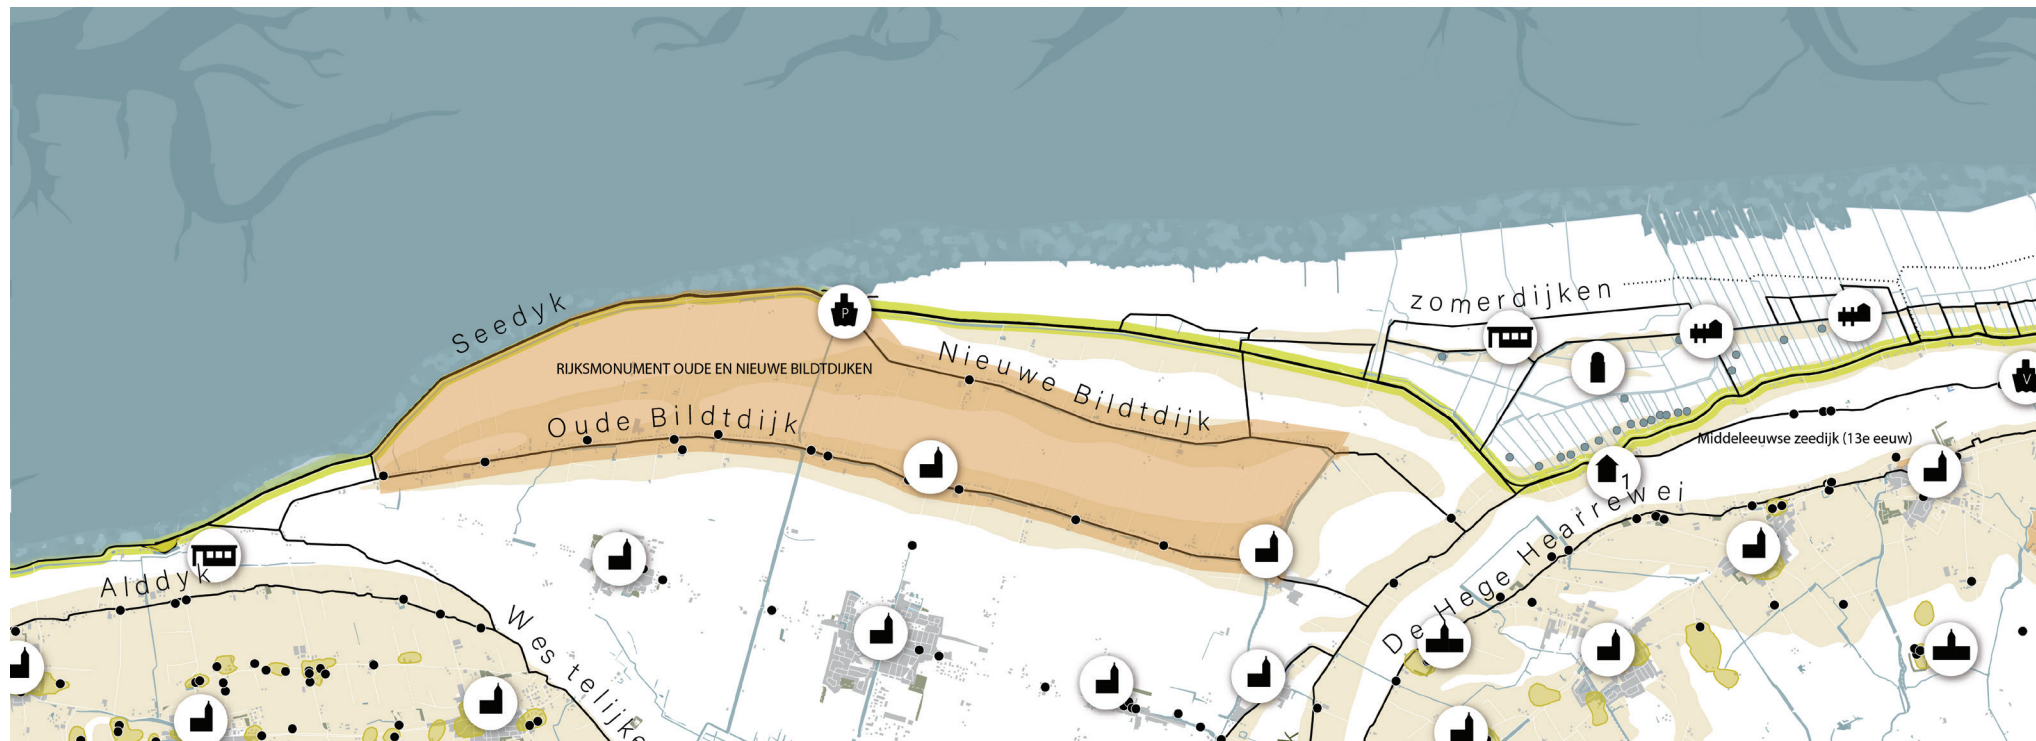 Seedyk
zomerdijken
P
RIJKSMONUMENT OUDE EN NIEUWE BILDTDIJKEN
Nieuwe Bildtdijk
Oude Bildtdijk
V
Middeleeuwse zeedijk (13e eeuw)
1
De Hege Hearrewei
Alddyk
Westelijke